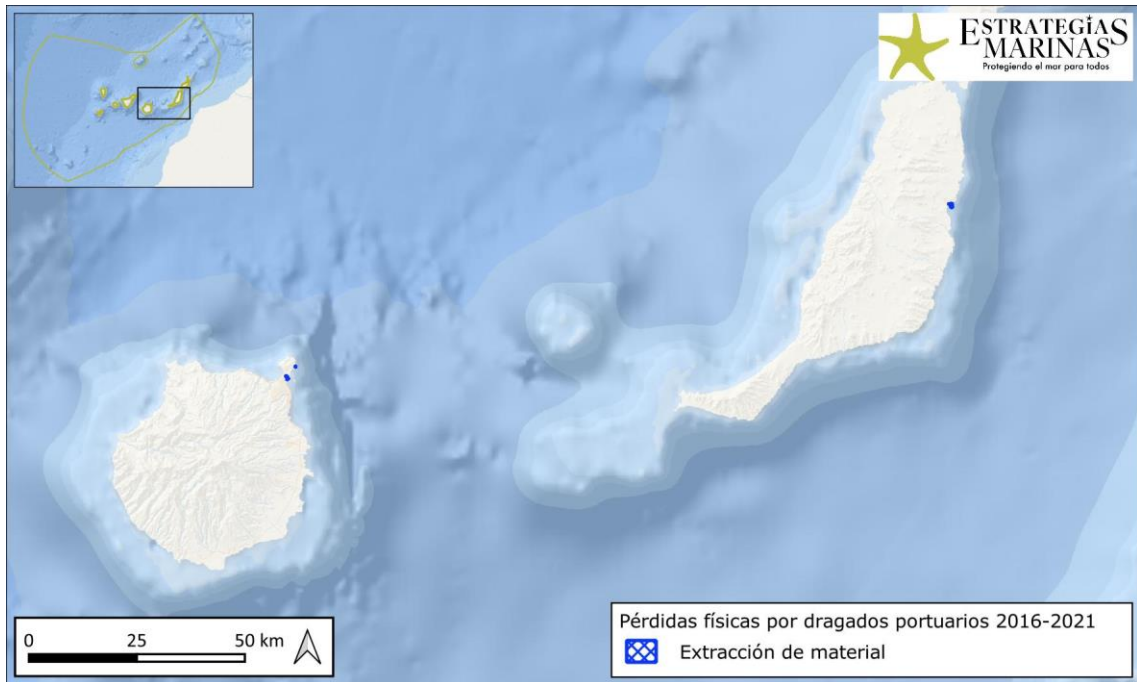 ESTRATEGIAS
MARINAS
Protegiendo el mar para todos
0 25 50 km
Pérdidas físicas por dragados portuarios 2016-2021
Extracción de material